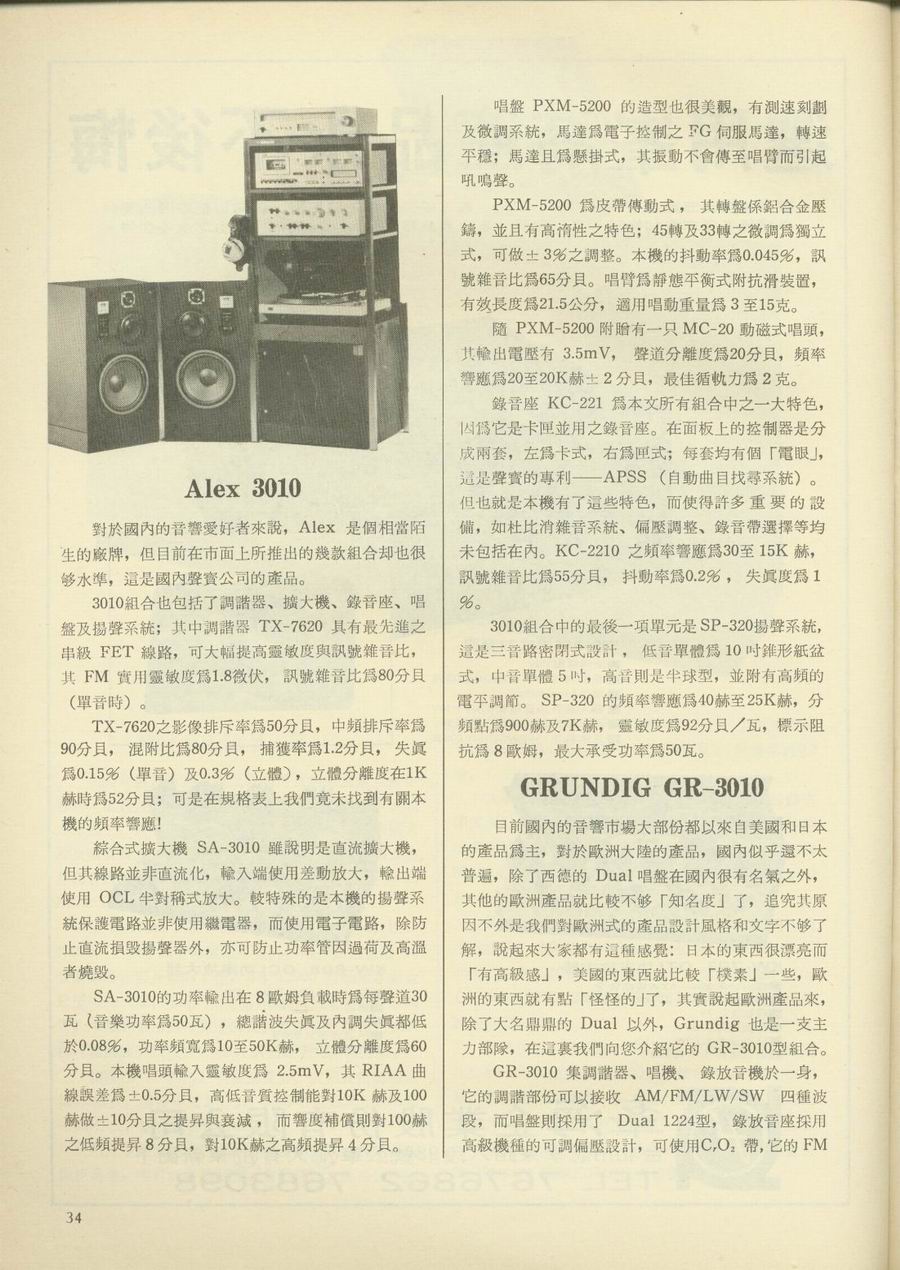 Alex 3010
對於國內的音響愛好者來說，Alex 是個相當陌
生的廠牌，但目前在市面上所推出的幾款組合却也很
够水準，這是國內聲寶公司的產品。
3010組合也包括了調諧器、擴大機、錄音座、唱
盤及揚聲系統；其中調諧器 TX-7620 具有最先進之
串級 FET 線路，可大幅提高靈敏度與訊號雜音比，
其 FM 實用靈敏度爲1.8微伏， 訊號雜音比爲80分貝
（單音時）。
TX-7620之影像排斥率爲50分貝，中頻排斥率爲
90分貝， 混附比爲80分貝， 捕獲率爲1.2分貝， 失眞
爲0.15%（單音）及0.3%（立體），立體分離度在1K
赫時爲52分貝；可是在規格表上我們竟未找到有關本
機的頻率響應!
綜合式擴大機 SA-3010 雖說明是直流擴大機，
但其線路並非直流化，輸入端使用差動放大，輸出端
使用 OCL 半對稱式放大。較特殊的是本機的揚聲系
統保護電路並非使用繼電器，而使用電子電路，除防
止直流損毀揚聲器外，亦可防止功率管因過荷及高溫
者燒毀。
SA-3010的功率輸出在 8 歐姆負載時爲每聲道30
瓦（音樂功率爲50瓦），總諧波失眞及內調失眞都低
於0.08%，功率頻寬爲10至50K赫， 立體分離度爲60
分貝。本機唱頭輸入靈敏度爲 2.5mV，其 RIAA 曲
線誤差爲±0.5分貝，高低音質控制能對10K 赫及100
赫做±10分貝之提昇與衰減， 而響度補償則對100赫
之低頻提昇 8 分貝，對10K赫之高頻提昇 4 分貝。
唱盤 PXM-5200 的造型也很美觀，有測速刻劃
及微調系統，馬達爲電子控制之 FG 伺服馬達，轉速
平穩；馬達且爲懸掛式，其振動不會傳至唱臂而引起
吼鳴聲。
PXM-5200 爲皮帶傳動式， 其轉盤係鋁合金壓
鑄，並且有高惰性之特色；45轉及33轉之微調爲獨立
式，可做± 3%之調整。本機的抖動率爲0.045%，訊
號雜音比爲65分貝。唱臂爲靜態平衡式附抗滑裝置，
有效長度爲21.5公分，適用唱動重量爲 3 至15克。
隨 PXM-5200 附贈有一只 MC-20 動磁式唱頭，
其輸出電壓有 3.5mV， 聲道分離度爲20分貝，頻率
響應爲20至20K赫± 2 分貝，最佳循軌力爲 2 克。
錄音座 KC-221 爲本文所有組合中之一大特色，
因爲它是卡匣並用之錄音座。在面板上的控制器是分
成兩套，左爲卡式，右爲匣式；每套均有個「電眼」，
這是聲寶的專利——APSS （自動曲目找尋系統）。
但也就是本機有了這些特色，而使得許多重要的設
備，如杜比消雜音系統、偏壓調整、錄音帶選擇等均
未包括在內。KC-2210 之頻率響應爲30至 15K 赫，
訊號雜音比爲55分貝， 抖動率爲0.2%， 失眞度爲 1
%。
3010組合中的最後一項單元是 SP-320揚聲系統，
這是三音路密閉式設計， 低音單體爲 10 吋錐形紙盆
式，中音單體 5 吋，高音則是半球型，並附有高頻的
電平調節。 SP-320 的頻率響應爲40赫至25K赫，分
頻點爲900赫及7K赫， 靈敏度爲92分貝／瓦，標示阻
抗爲 8 歐姆，最大承受功率爲50瓦。
GRUNDIG GR-3010
目前國內的音響市場大部份都以來自美國和日本
的產品爲主，對於歐洲大陸的產品，國內似乎還不太
普遍，除了西德的 Dual 唱盤在國內很有名氣之外，
其他的歐洲產品就比較不够「知名度」了，追究其原
因不外是我們對歐洲式的產品設計風格和文字不够了
解，說起來大家都有這種感覺：日本的東西很漂亮而
「有高級感」，美國的東西就比較「樸素」一些，歐
洲的東西就有點「怪怪的」了，其實說起歐洲產品來，
除了大名鼎鼎的 Dual 以外，Grundig 也是一支主
力部隊，在這裏我們向您介紹它的 GR-3010型組合。
GR-3010 集調諧器、唱機、 錄放音機於一身，
它的調諧部份可以接收 AM/FM/LW/SW 四種波
段，而唱盤則採用了 Dual 1224型， 錄放音座採用
高級機種的可調偏壓設計，可使用CrO₂ 帶，它的 FM
34